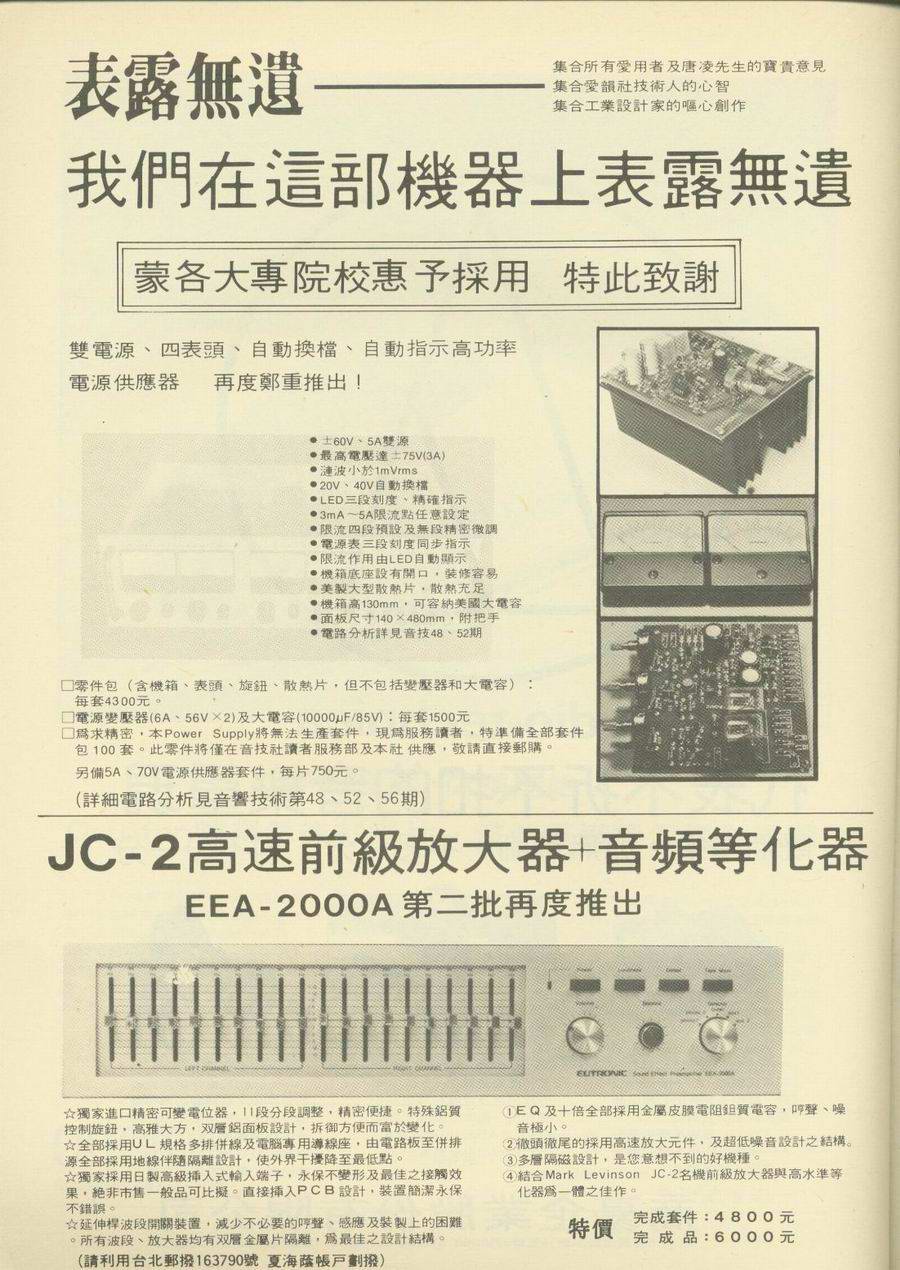 表露無遺
集合所有愛用者及唐凌先生的寶貴意見
集合愛韻社技術人的心智
集合工業設計家的嘔心創作
我們在這部機器上表露無遺
蒙各大專院校惠予採用 特此致謝
雙電源、四表頭、自動換檔、自動指示高功率
電源供應器 再度鄭重推出！
●±60V、5A雙源
●最高電壓達±75V(3A)
●漣波小於1mVrms
●20V、40V自動換檔
●LED三段刻度、精確指示
●3mA～5A限流點任意設定
●限流四段預設及無段精密微調
●電源表三段刻度同步指示
●限流作用由LED自動顯示
●機箱底座設有開口，裝修容易
●美製大型散熱片，散熱充足
●機箱高130mm，可容納美國大電容
●面板尺寸140×480mm，附把手
●電路分析詳見音技48、52期
□零件包（含機箱、表頭、旋鈕、散熱片，但不包括變壓器和大電容）：
每套4300元。
□電源變壓器(6A、56V×2)及大電容(10000μF/85V)：每套1500元
□爲求精密，本Power Supply將無法生產套件，現爲服務讀者，特準備全部套件
包100套。此零件將僅在音技社讀者服務部及本社供應，敬請直接郵購。
另備5A、70V電源供應器套件，每片750元。
(詳細電路分析見音響技術第48、52、56期)
JC-2高速前級放大器+音頻等化器
EEA-2000A第二批再度推出
Power Loudness Defeat Tape Mon
Volume Balance Selector
LEFT CHANNEL RIGHT CHANNEL
EUTRONIC Sound Effect Preamplifier EEA-2000A
☆獨家進口精密可變電位器，11段分段調整，精密便捷。特殊鋁質
控制旋鈕，高雅大方，双層鋁面板設計，拆御方便而富於變化。
☆全部採用UL規格多排併線及電腦專用導線座，由電路板至併排
源全部採用地線伴隨隔離設計，使外界干擾降至最低點。
☆獨家採用日製高級挿入式輸入端子，永保不變形及最佳之接觸效
果，絶非市售一般品可比擬。直接挿入PCB設計，裝置簡潔永保
不錯誤。
☆延伸桿波段開關裝置，減少不必要的哼聲、感應及裝製上的困難
。所有波段、放大器均有双層金屬片隔離，爲最佳之設計結構。
(請利用台北郵撥163790號 夏海蔭帳戶劃撥)
①EQ及十倍全部採用金屬皮膜電阻鉭質電容，哼聲、噪
音極小。
②徹頭徹尾的採用高速放大元件，及超低噪音設計之結構。
③多層隔磁設計，是您意想不到的好機種。
④結合Mark Levinson JC-2名機前級放大器與高水準等
化器爲一體之佳作。
特價 完成套件：4800元
完成品：6000元